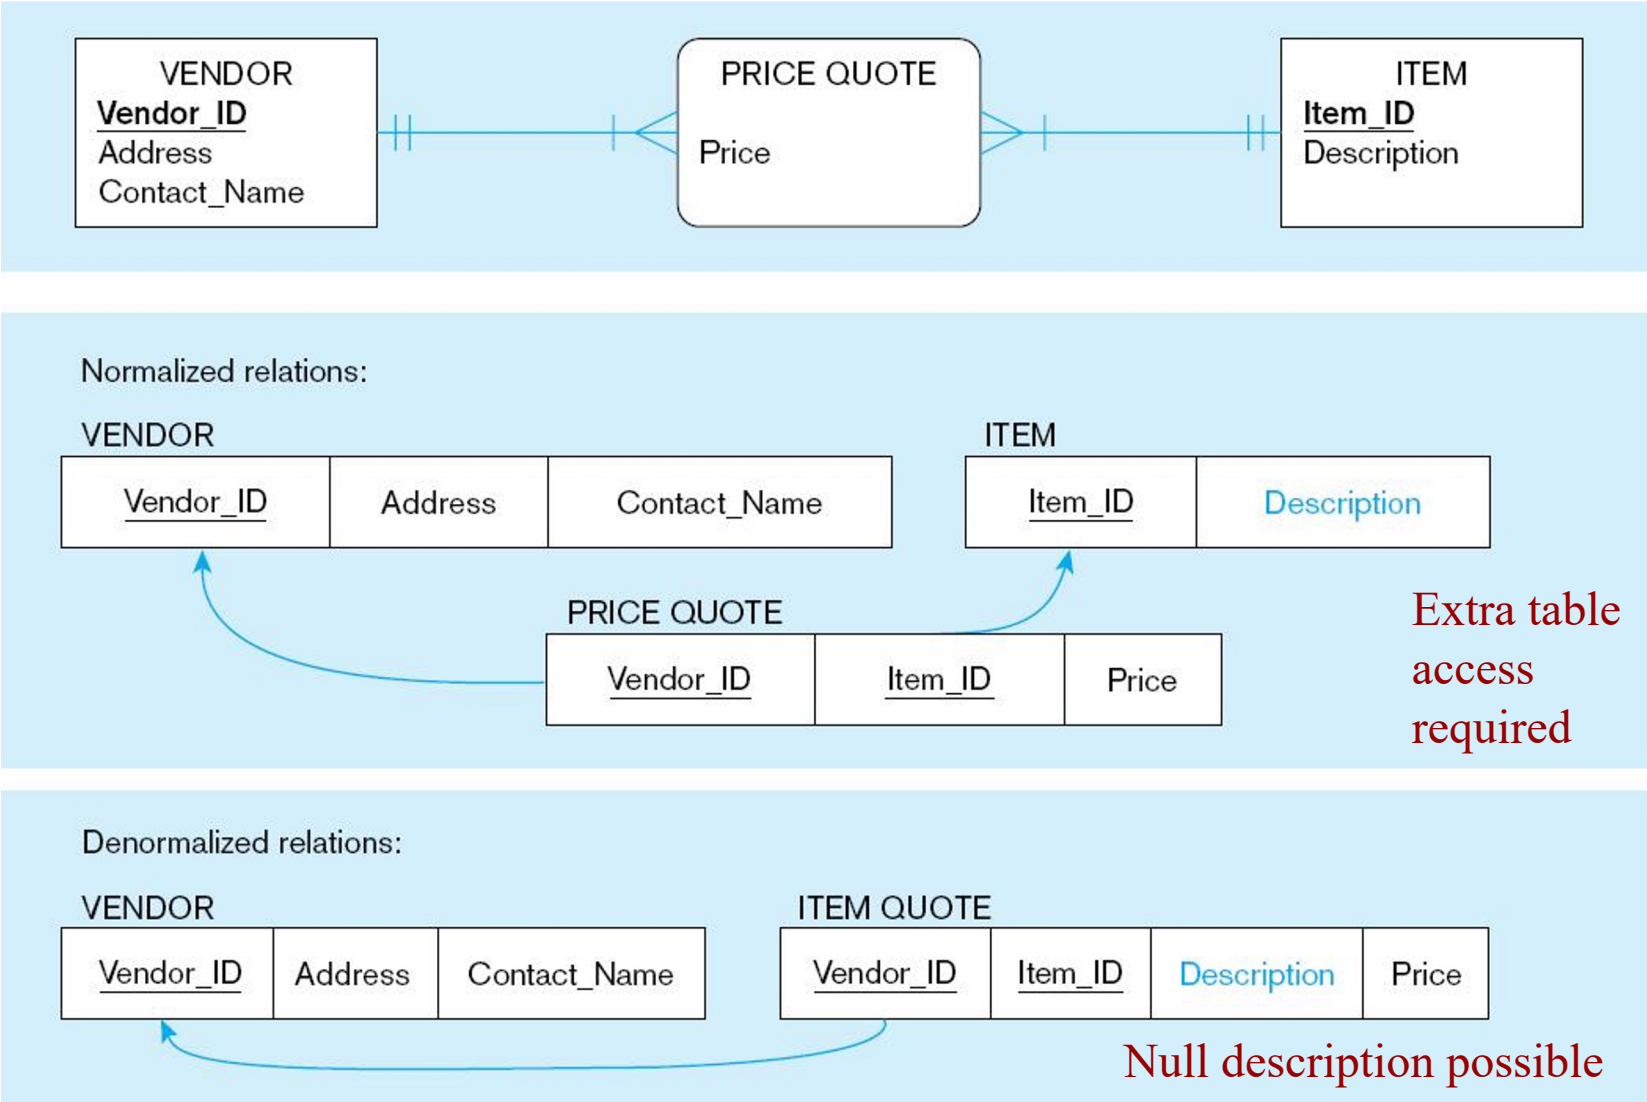 VENDOR
Vendor_ID
Address
Contact_Name
PRICE QUOTE
Price
ITEM
Item_ID
Description
Normalized relations:
VENDOR
Vendor_ID Address Contact_Name
ITEM
Item_ID Description
PRICE QUOTE
Vendor_ID Item_ID Price
Extra table
access
required
Denormalized relations:
VENDOR
Vendor_ID Address Contact_Name
ITEM QUOTE
Vendor_ID Item_ID Description Price
Null description possible